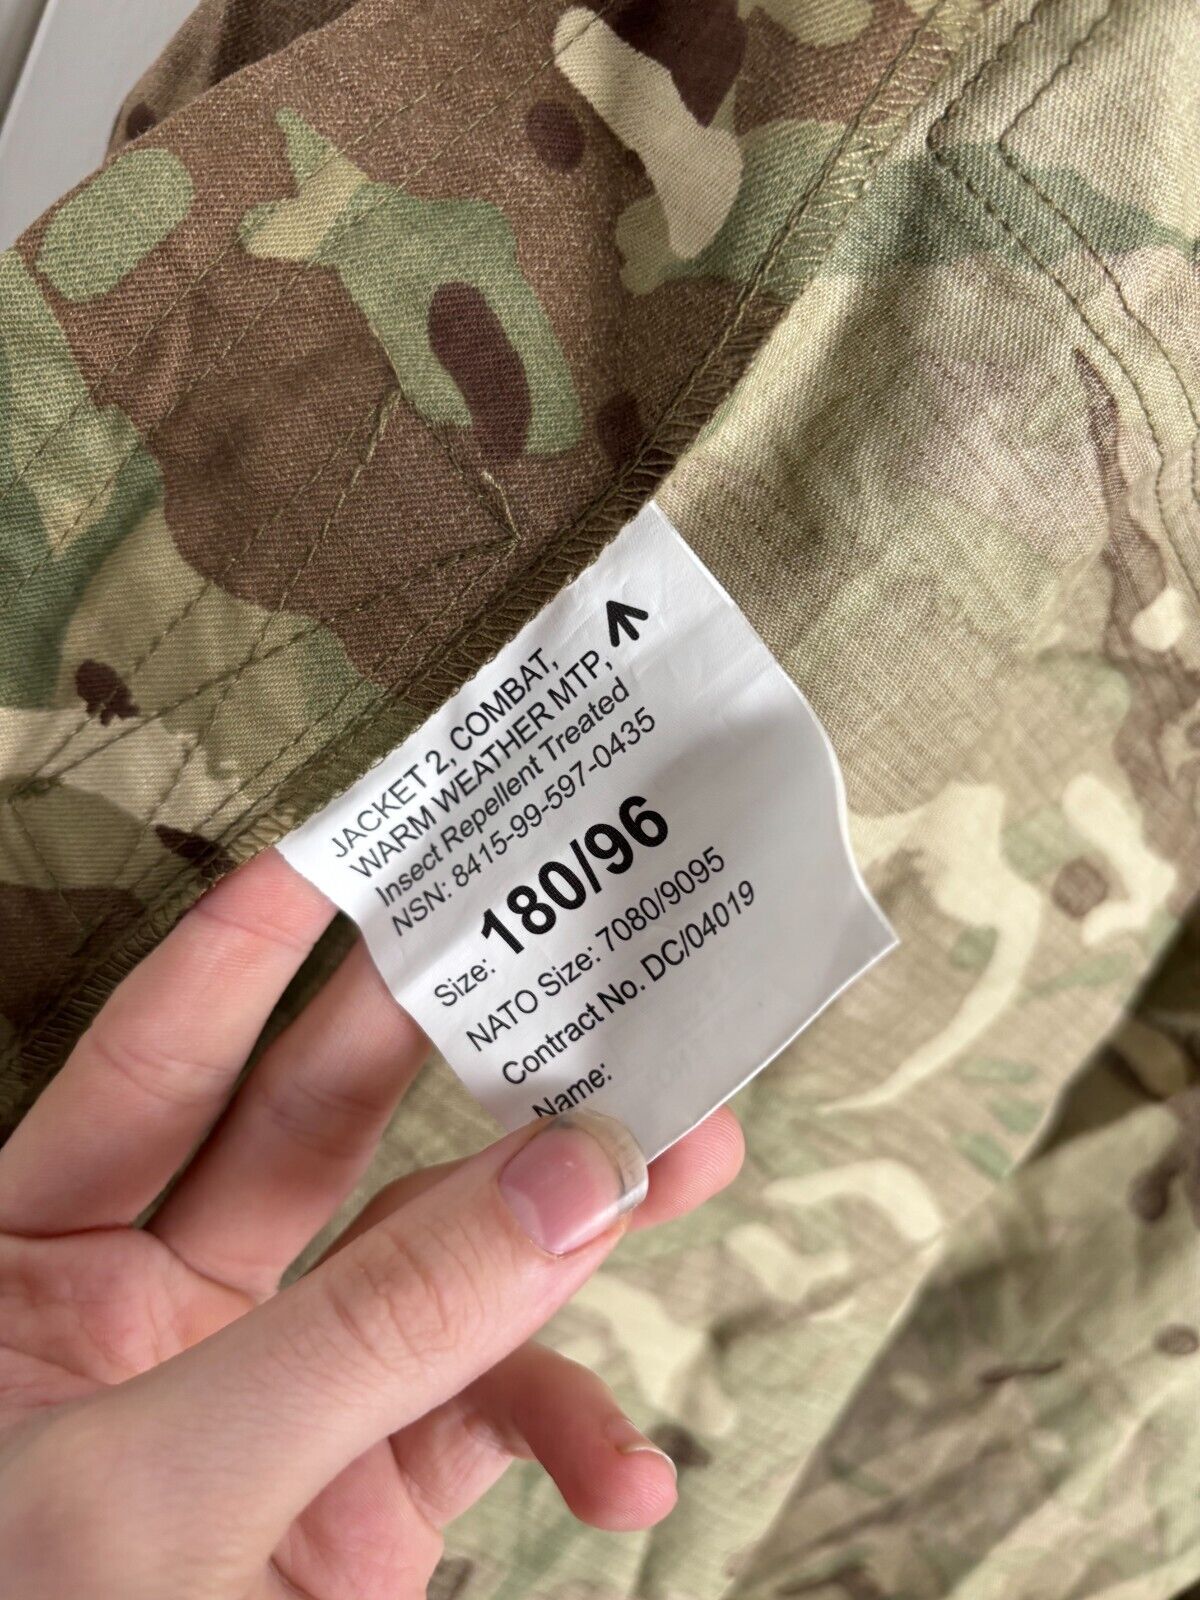 JACKET 2, COMBAT,
WARM WEATHER MTP,
Insect Repellent Treated
NSN: 8415-99-597-0435
Size: 180/96
NATO Size: 7080/9095
Contract No. DC/04019
Name: